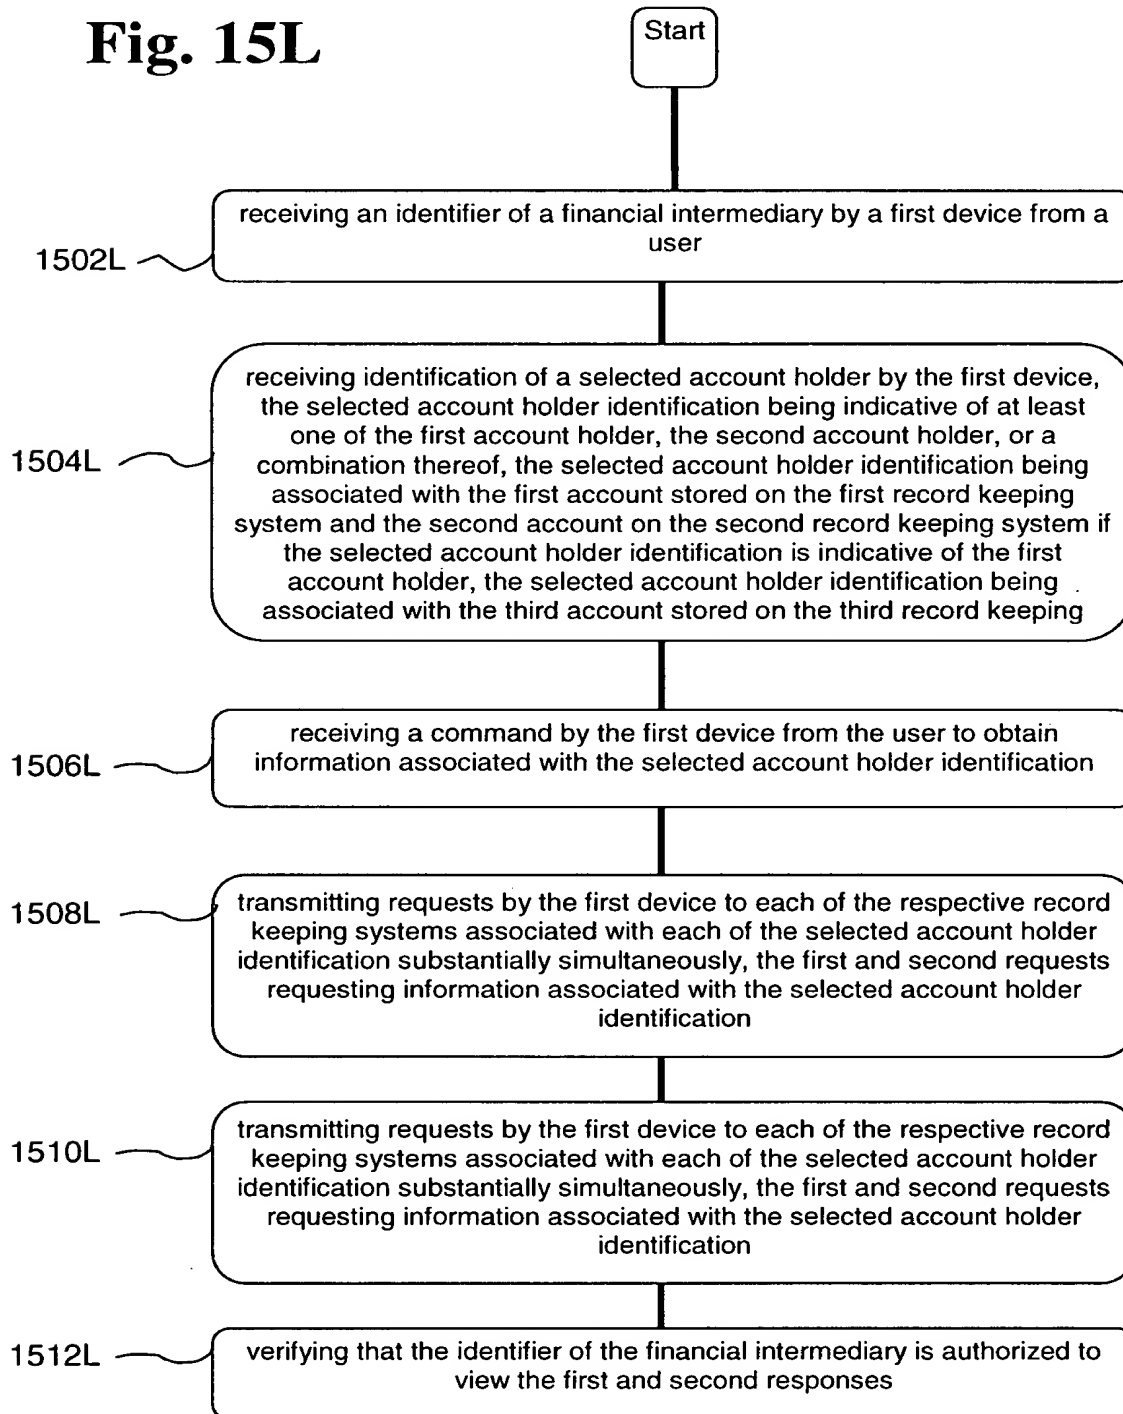 Fig. 15L
Start
receiving an identifier of a financial intermediary by a first device from a
user
1502L
receiving identification of a selected account holder by the first device,
the selected account holder identification being indicative of at least
one of the first account holder, the second account holder, or a
combination thereof, the selected account holder identification being
associated with the first account stored on the first record keeping
system and the second account on the second record keeping system if
the selected account holder identification is indicative of the first
account holder, the selected account holder identification being
associated with the third account stored on the third record keeping
1504L
receiving a command by the first device from the user to obtain
information associated with the selected account holder identification
1506L
transmitting requests by the first device to each of the respective record
keeping systems associated with each of the selected account holder
identification substantially simultaneously, the first and second requests
requesting information associated with the selected account holder
identification
1508L
transmitting requests by the first device to each of the respective record
keeping systems associated with each of the selected account holder
identification substantially simultaneously, the first and second requests
requesting information associated with the selected account holder
identification
1510L
verifying that the identifier of the financial intermediary is authorized to
view the first and second responses
1512L